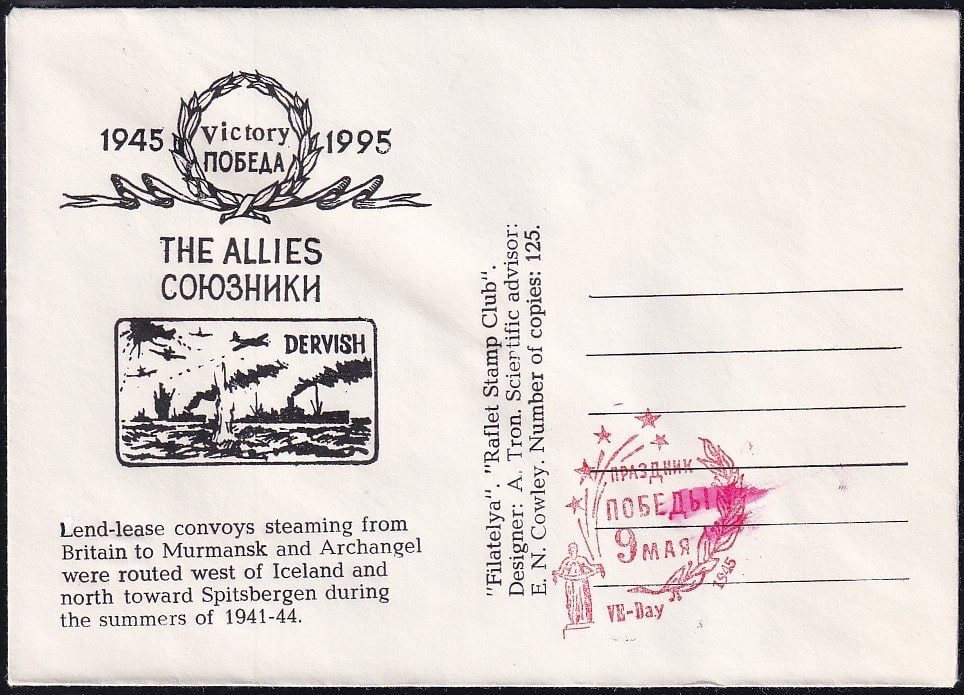 1945 Victory 1995
ПОБЕДА
THE ALLIES
СОЮЗНИКИ
DERVISH
Lend-lease convoys steaming from
Britain to Murmansk and Archangel
were routed west of Iceland and
north toward Spitsbergen during
the summers of 1941-44.
"Filatelya". "Raflet Stamp Club".
Designer: A. Tron. Scientific advisor:
E. N. Cowley. Number of copies: 125.
ПРАЗДНИК
ПОБЕДЫ
9 МАЯ
1945
VE-Day